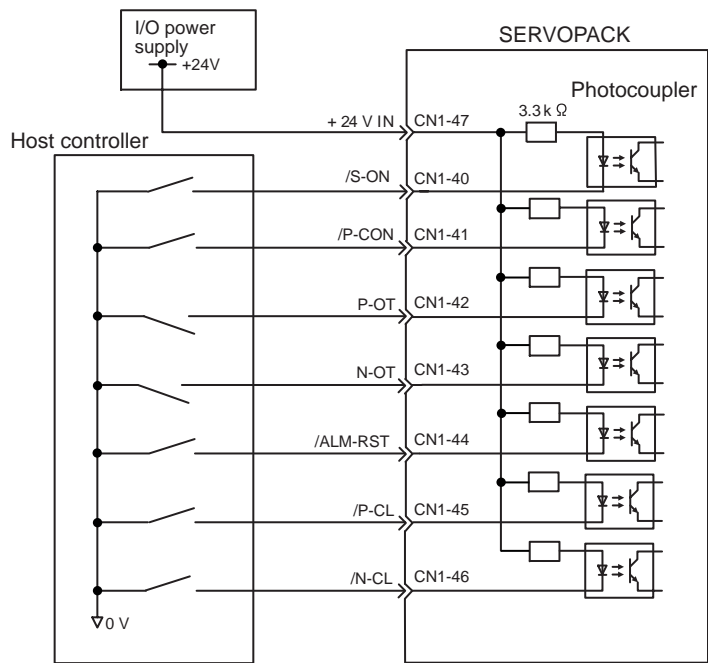 I/O power
supply
+24V
SERVOPACK
Photocoupler
3.3 k Ω
+ 24 V IN
CN1-47
Host controller
/S-ON
CN1-40
/P-CON
CN1-41
P-OT
CN1-42
N-OT
CN1-43
/ALM-RST
CN1-44
/P-CL
CN1-45
/N-CL
CN1-46
0 V